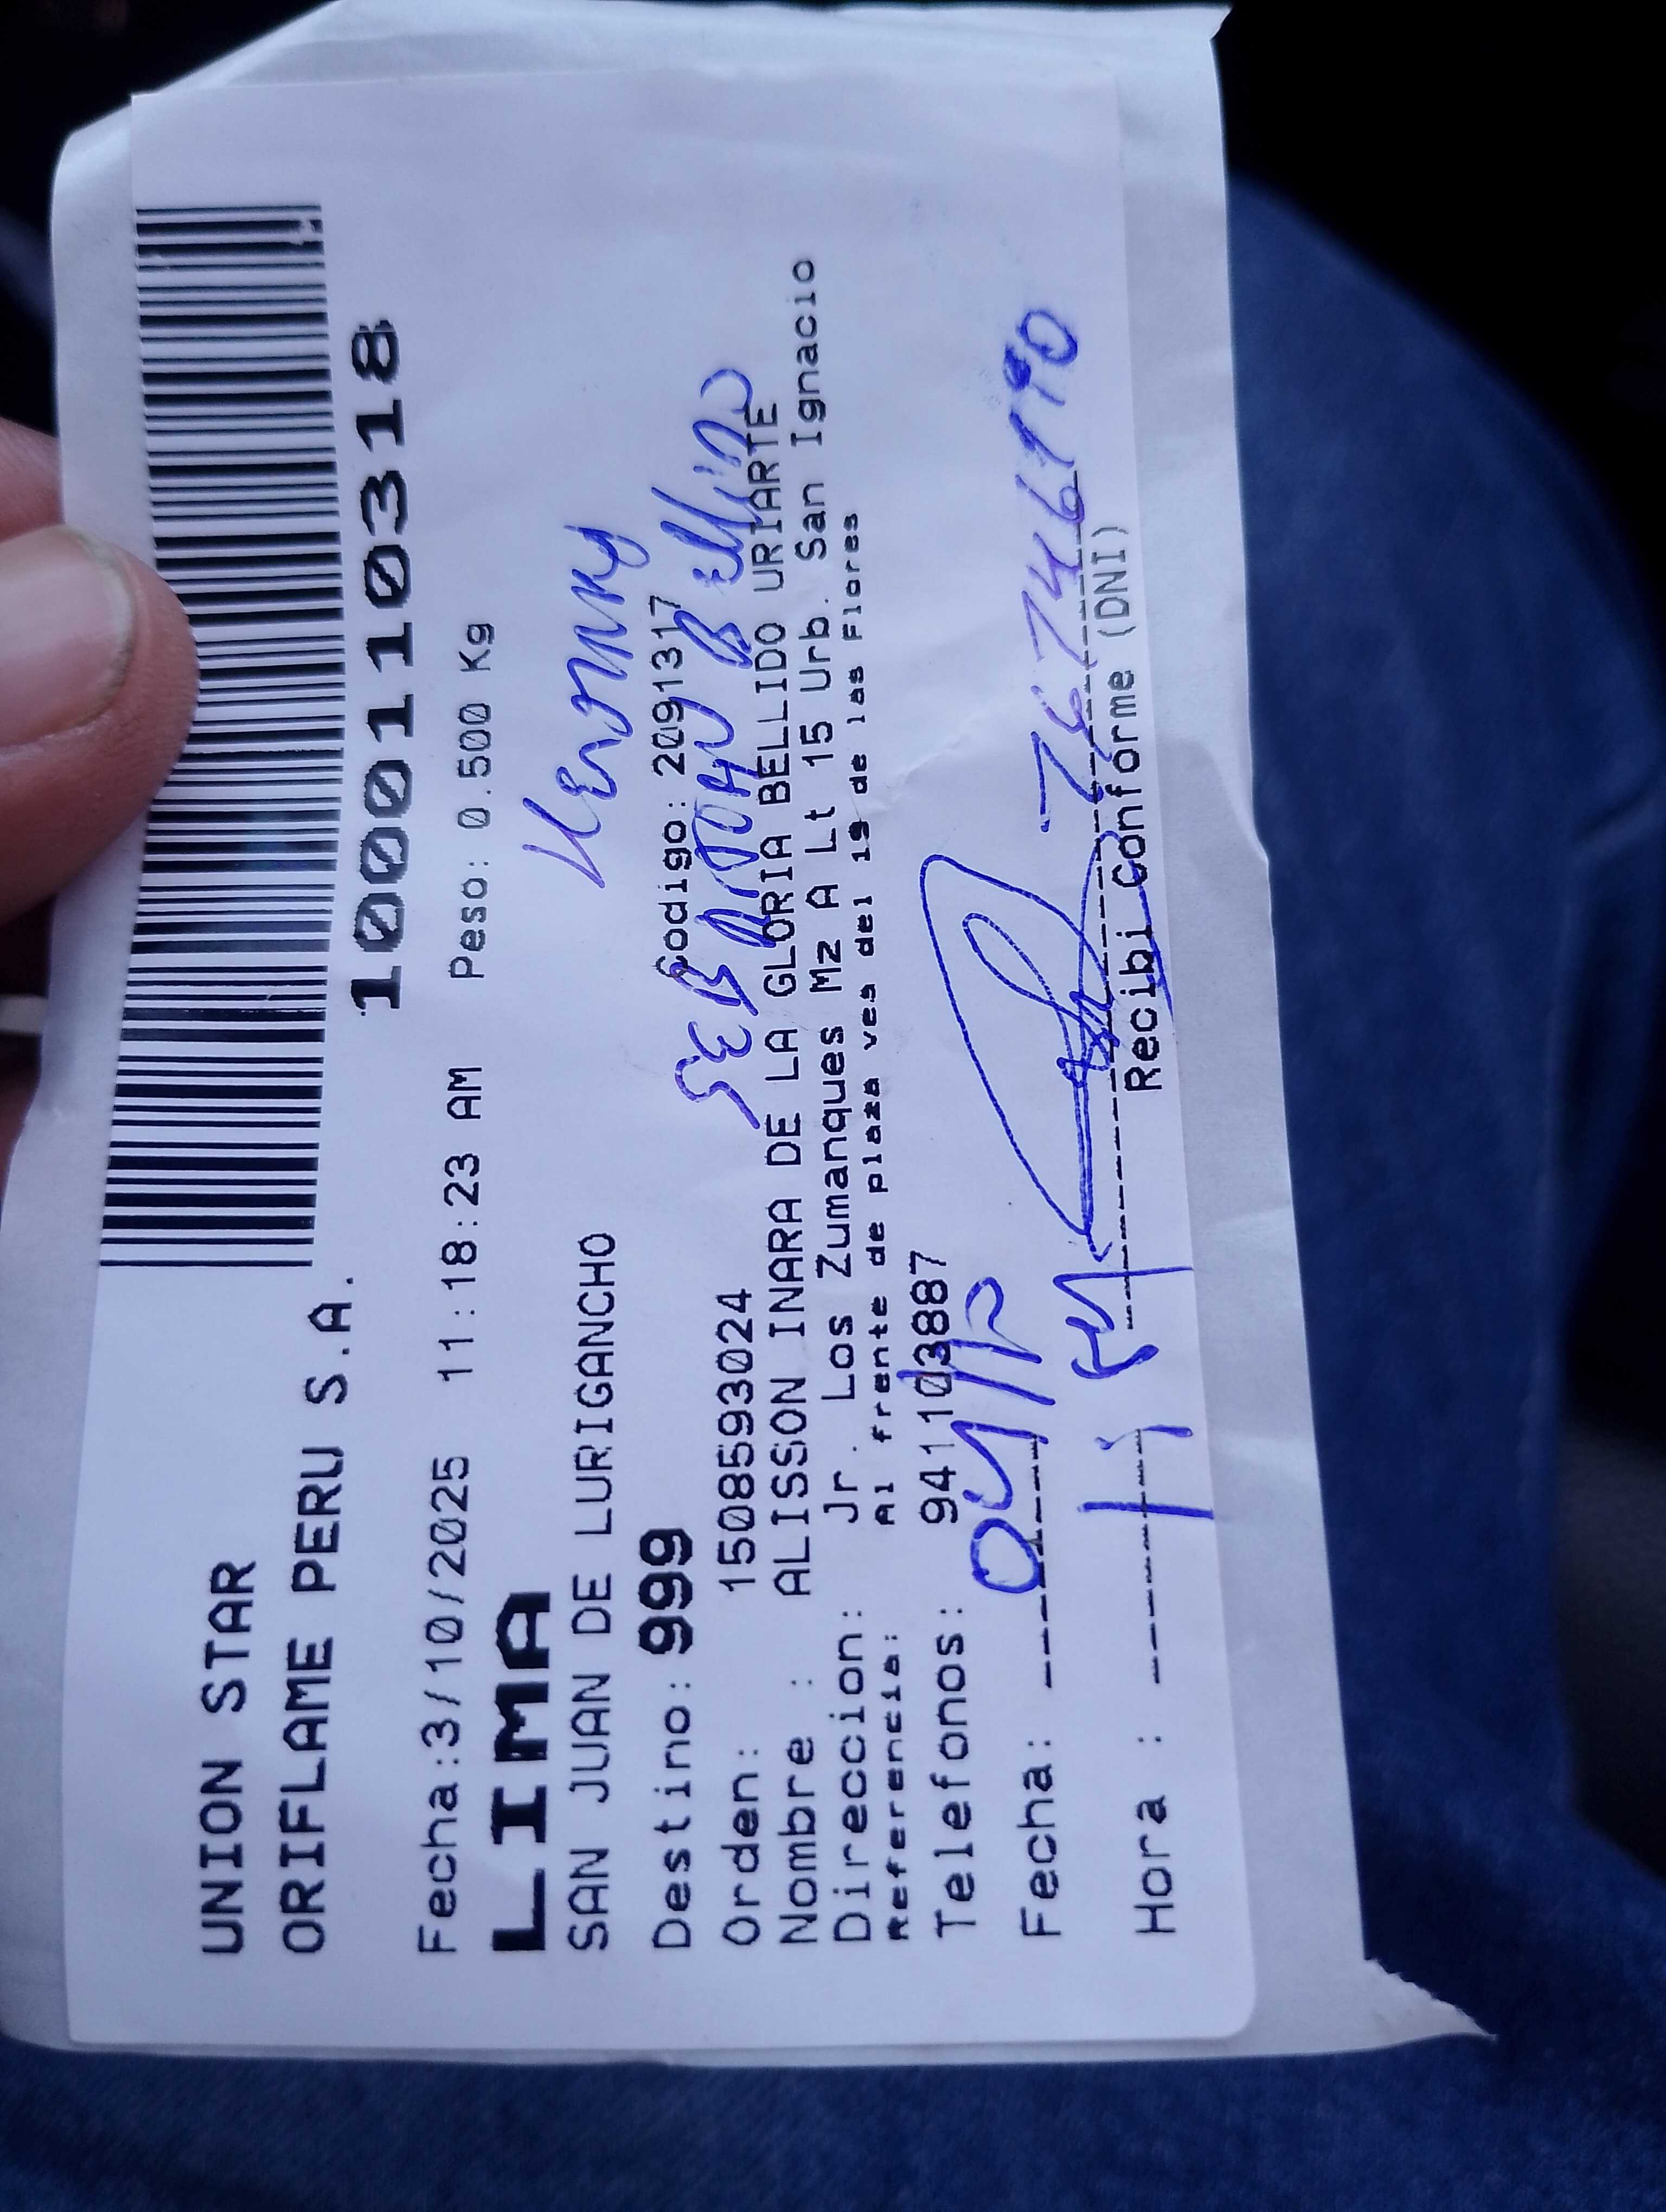 UNION STAR
ORIFLAME PERU S.A.
10001110318
Fecha:3/10/2025 11:18:23 AM Peso: 0.500 Kg
LIMA
SAN JUAN DE LURIGANCHO
Destino: 999 Codigo: 2091317
Orden: 1508593024
Nombre : ALISSON INARA DE LA GLORIA BELLIDO URIARTE
Direccion: Jr. Los Zumanques Mz A Lt 15 Urb. San Ignacio
Referencia: Al frente de plaza vea del 19 de las Flores
Telefonos: 941103887
Fecha:
Hora :
Recibi Conforme (DNI)